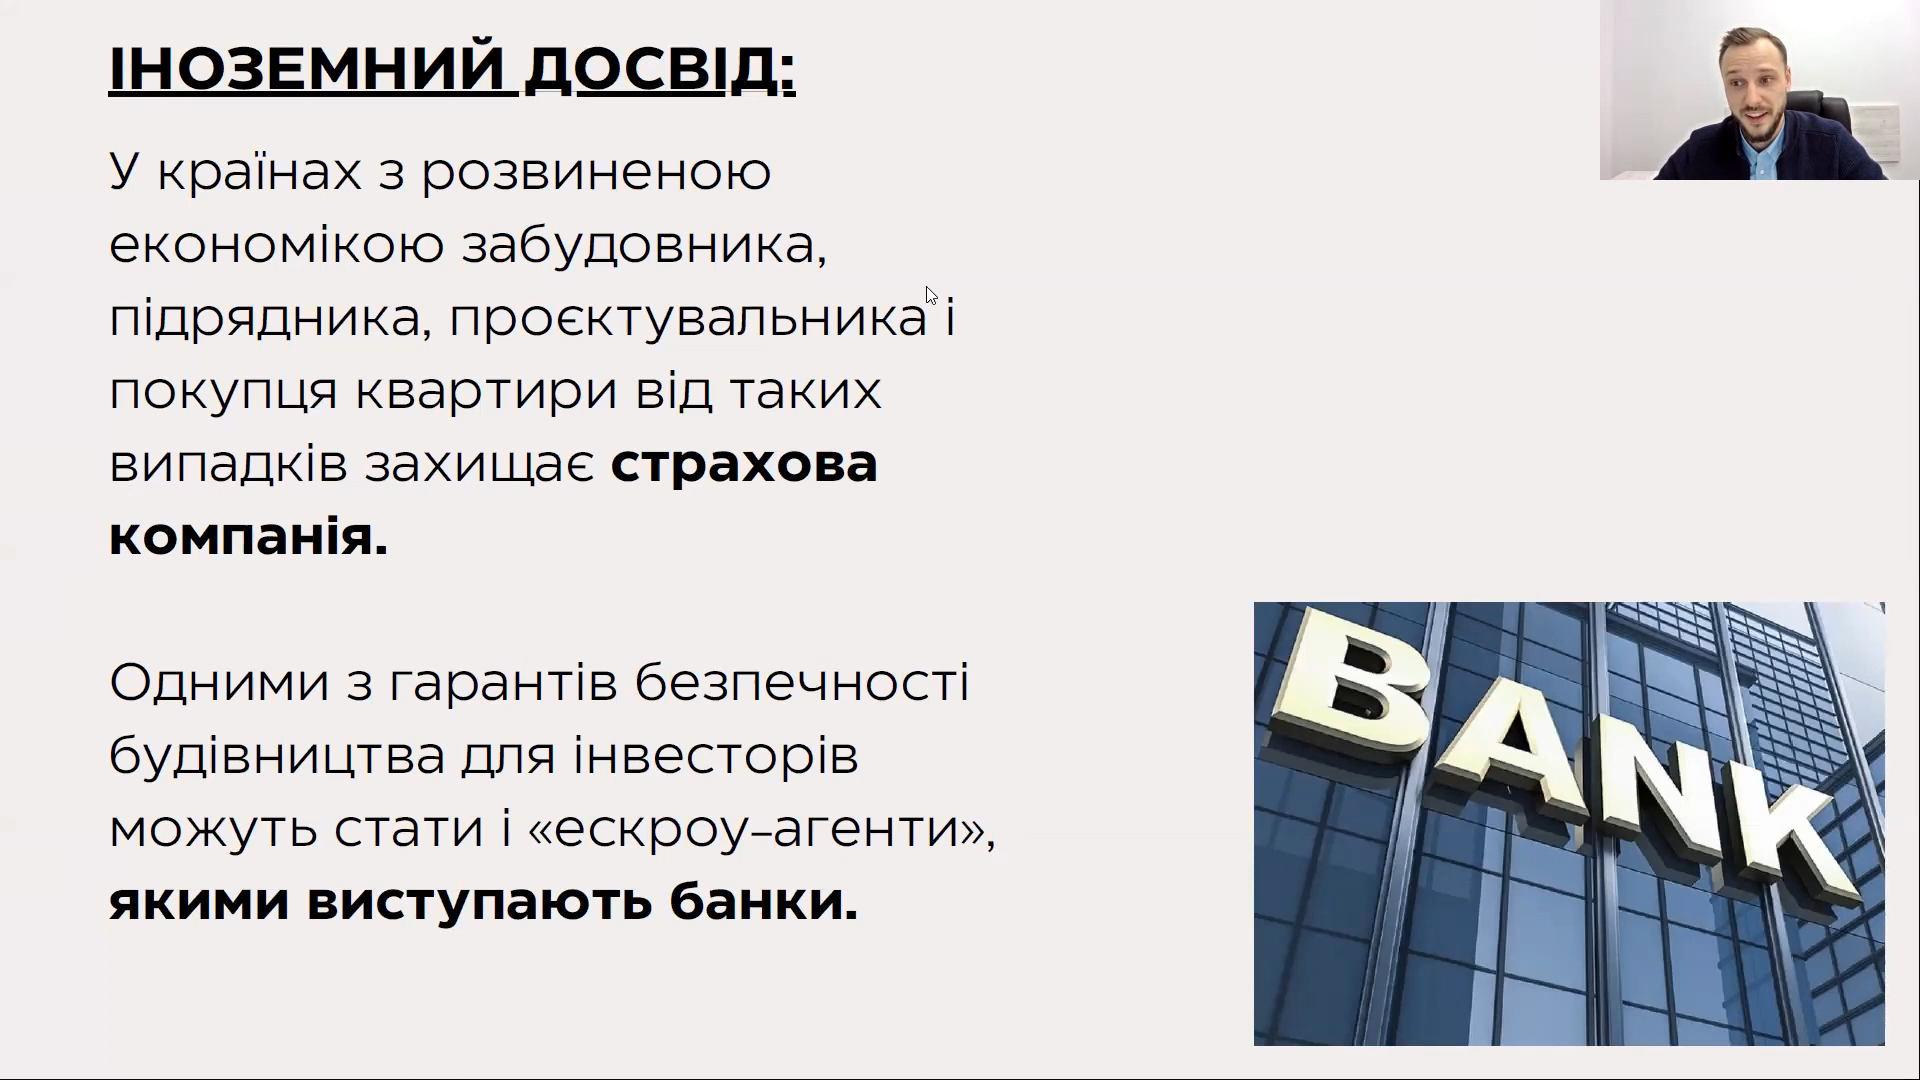 ІНОЗЕМНИЙ ДОСВІД:
У країнах з розвиненою
економікою забудовника,
підрядника, проєктувальника і
покупця квартири від таких
випадків захищає страхова
компанія.
Одними з гарантів безпечності
будівництва для інвесторів
можуть стати і «ескроу-агенти»,
якими виступають банки.
BANK